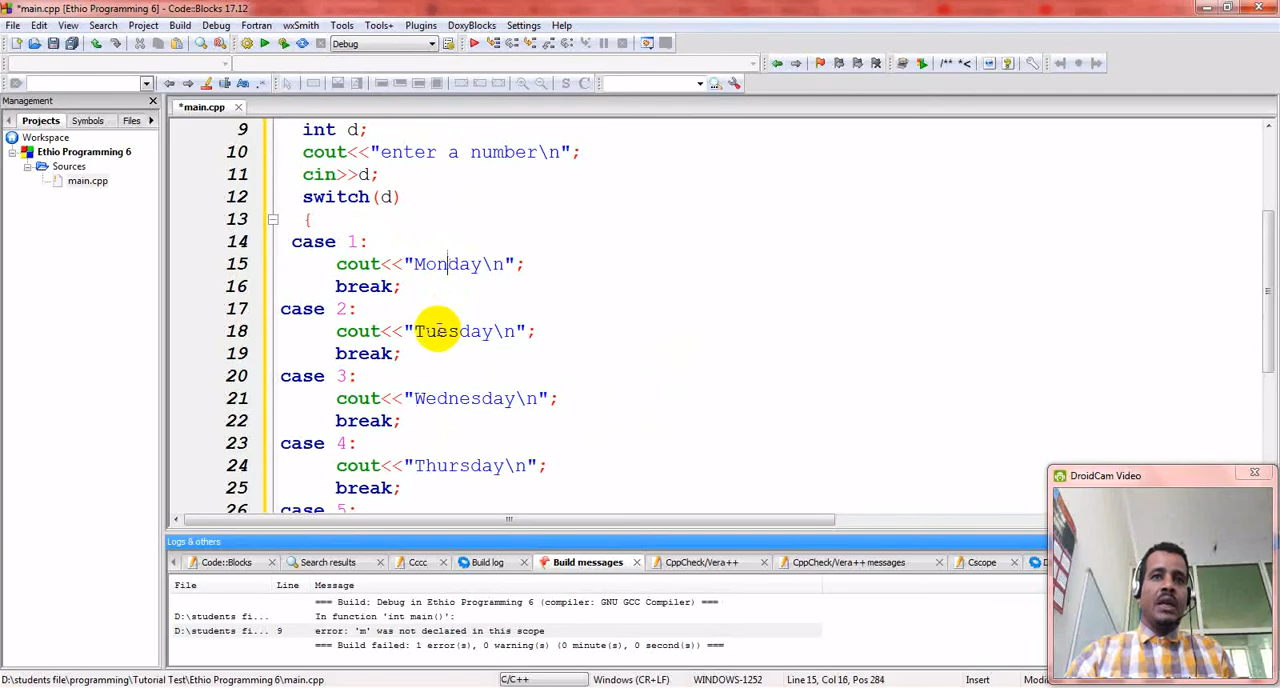 *main.cpp [Ethio Programming 6] - Code::Blocks 17.12
File Edit View Search Project Build Debug Fortran wxSmith Tools Tools+ Plugins DoxyBlocks Settings Help
Debug
/** *<
S C
Management
*main.cpp
Projects Symbols Files
Workspace
Ethio Programming 6
Sources
main.cpp
9 int d;
10 cout<<"enter a number\n";
11 cin>>d;
12 switch(d)
13 {
14 case 1:
15 cout<<"Monday\n";
16 break;
17 case 2:
18 cout<<"Tuesday\n";
19 break;
20 case 3:
21 cout<<"Wednesday\n";
22 break;
23 case 4:
24 cout<<"Thursday\n";
25 break;
26 case 5:
DroidCam Video
Logs & others
Code::Blocks Search results Cccc Build log Build messages CppCheck/Vera++ CppCheck/Vera++ messages Cscope D
File Line Message
=== Build: Debug in Ethio Programming 6 (compiler: GNU GCC Compiler) ===
D:\students fi... In function 'int main()':
D:\students fi... 9 error: 'm' was not declared in this scope
=== Build failed: 1 error(s), 0 warning(s) (0 minute(s), 0 second(s)) ===
D:\students file\programming\Tutorial Test\Ethio Programming 6\main.cpp C/C++ Windows (CR+LF) WINDOWS-1252 Line 15, Col 18, Pos 284 Insert Modi